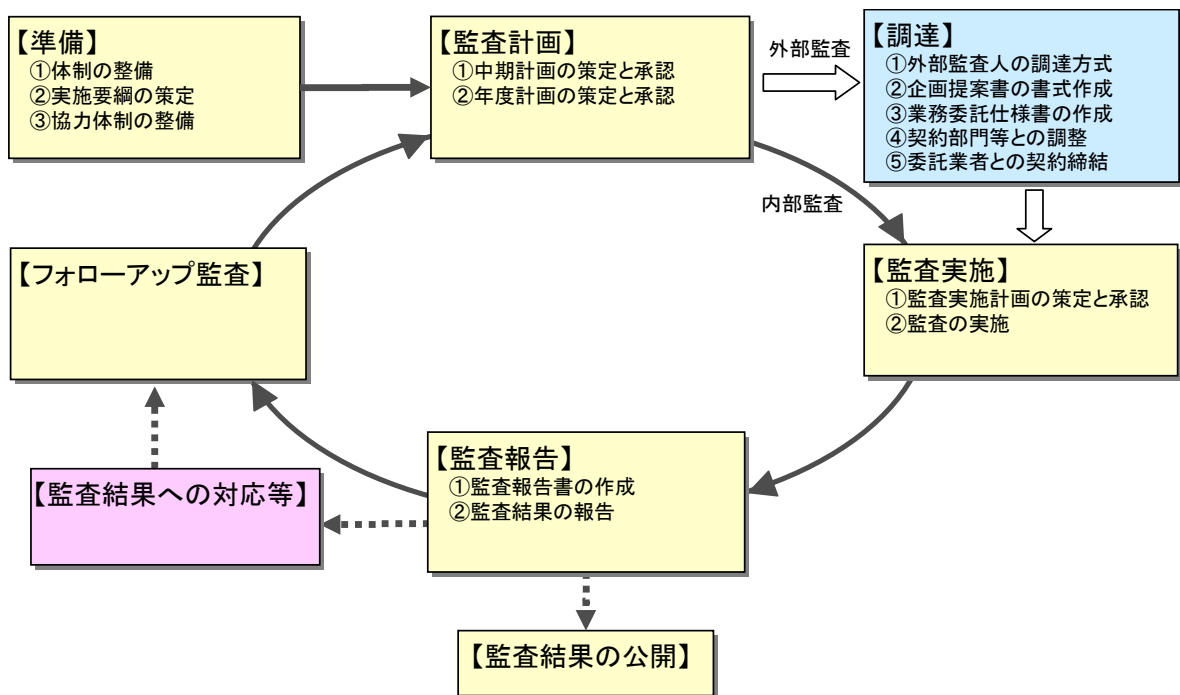 【準備】
①体制の整備
②実施要綱の策定
③協力体制の整備
【監査計画】
①中期計画の策定と承認
②年度計画の策定と承認
外部監査
【調達】
①外部監査人の調達方式
②企画提案書の書式作成
③業務委託仕様書の作成
④契約部門等との調整
⑤委託業者との契約締結
内部監査
【フォローアップ監査】
【監査実施】
①監査実施計画の策定と承認
②監査の実施
【監査報告】
①監査報告書の作成
②監査結果の報告
【監査結果への対応等】
【監査結果の公開】